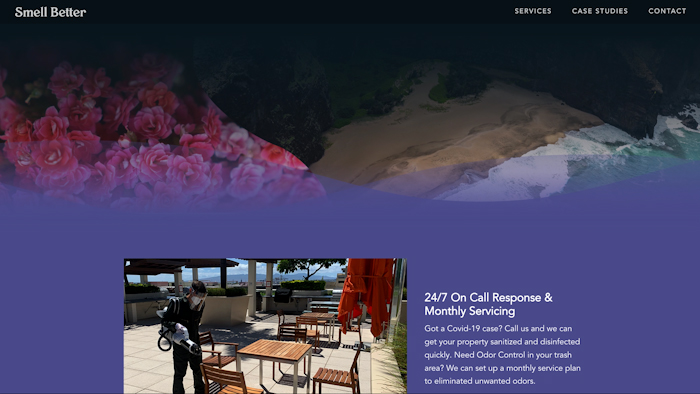 Smell Better
SERVICES CASE STUDIES CONTACT
24/7 On Call Response &
Monthly Servicing
Got a Covid-19 case? Call us and we can
get your property sanitized and disinfected
quickly. Need Odor Control in your trash
area? We can set up a monthly service plan
to eliminated unwanted odors.